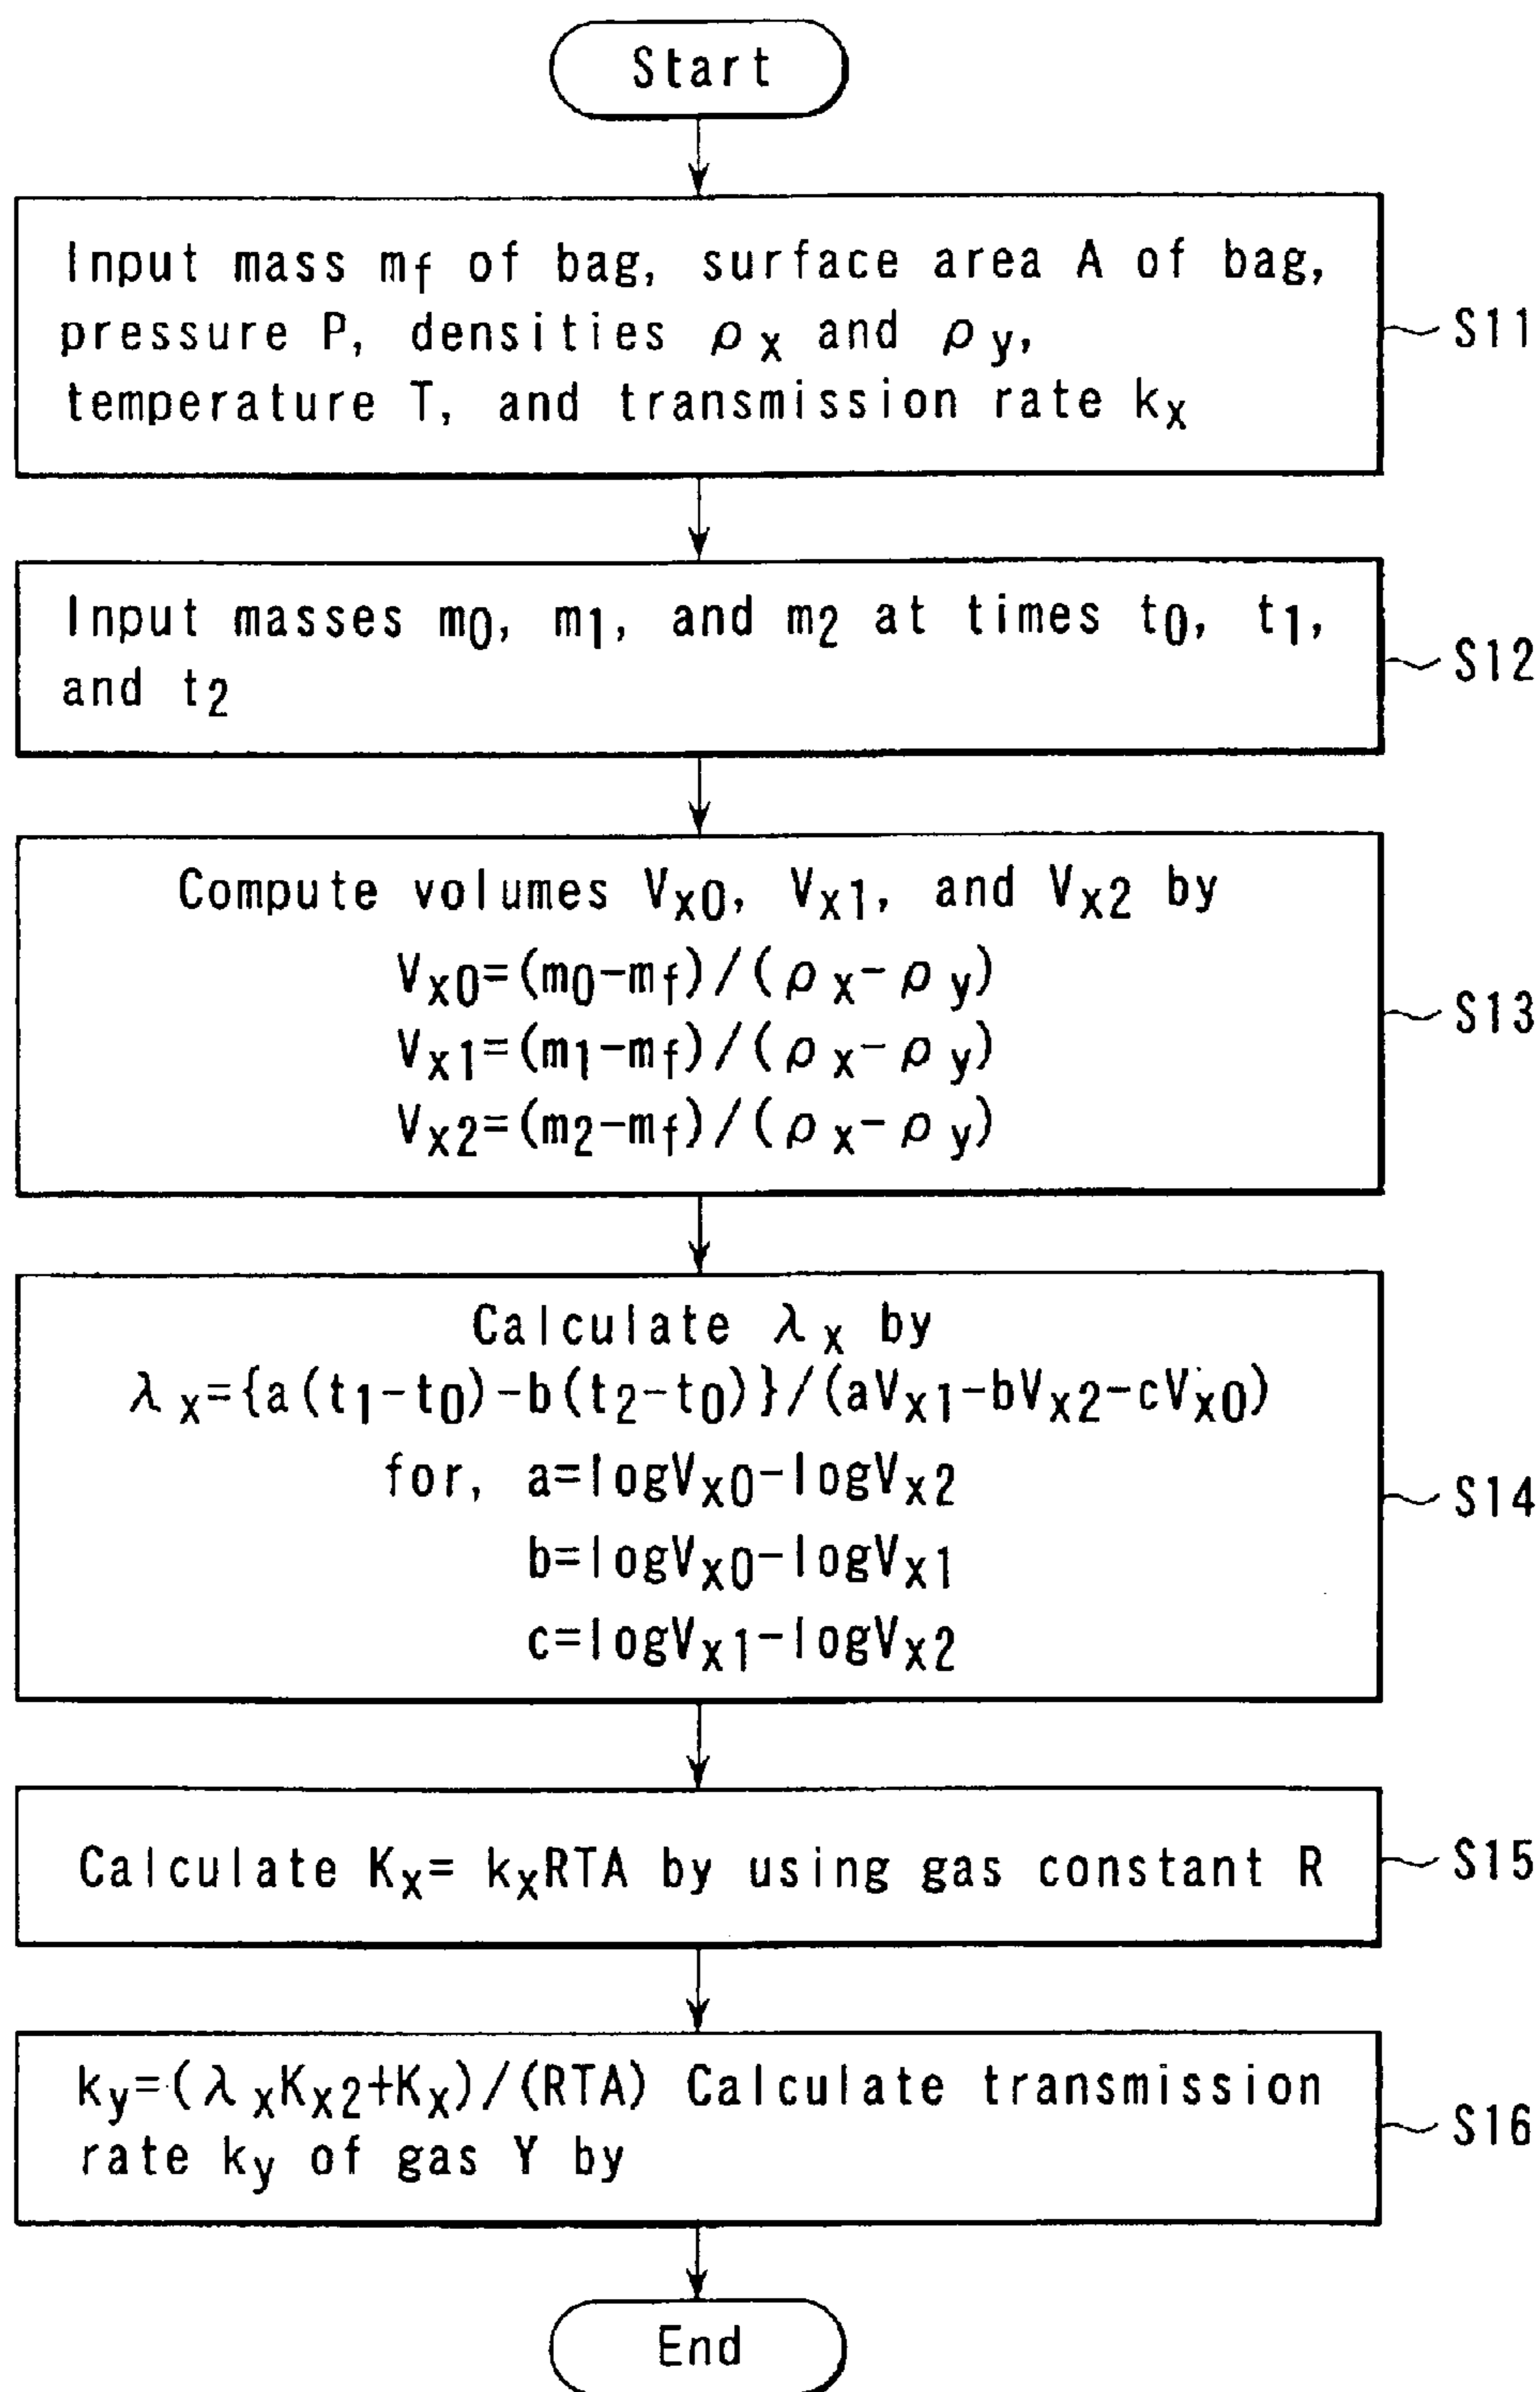 Start
Input mass mf of bag, surface area A of bag,
pressure P, densities ρx and ρy,
temperature T, and transmission rate kx
S11
Input masses m0, m1, and m2 at times t0, t1,
and t2
S12
Compute volumes Vx0, Vx1, and Vx2 by
Vx0=(m0-mf)/(ρx-ρy)
Vx1=(m1-mf)/(ρx-ρy)
Vx2=(m2-mf)/(ρx-ρy)
S13
Calculate λx by
λx={a(t1-t0)-b(t2-t0)}/(aVx1-bVx2-cVx0)
for, a=logVx0-logVx2
b=logVx0-logVx1
c=logVx1-logVx2
S14
Calculate Kx= kxRTA by using gas constant R
S15
ky=(λxKx2+Kx)/(RTA) Calculate transmission
rate ky of gas Y by
S16
End